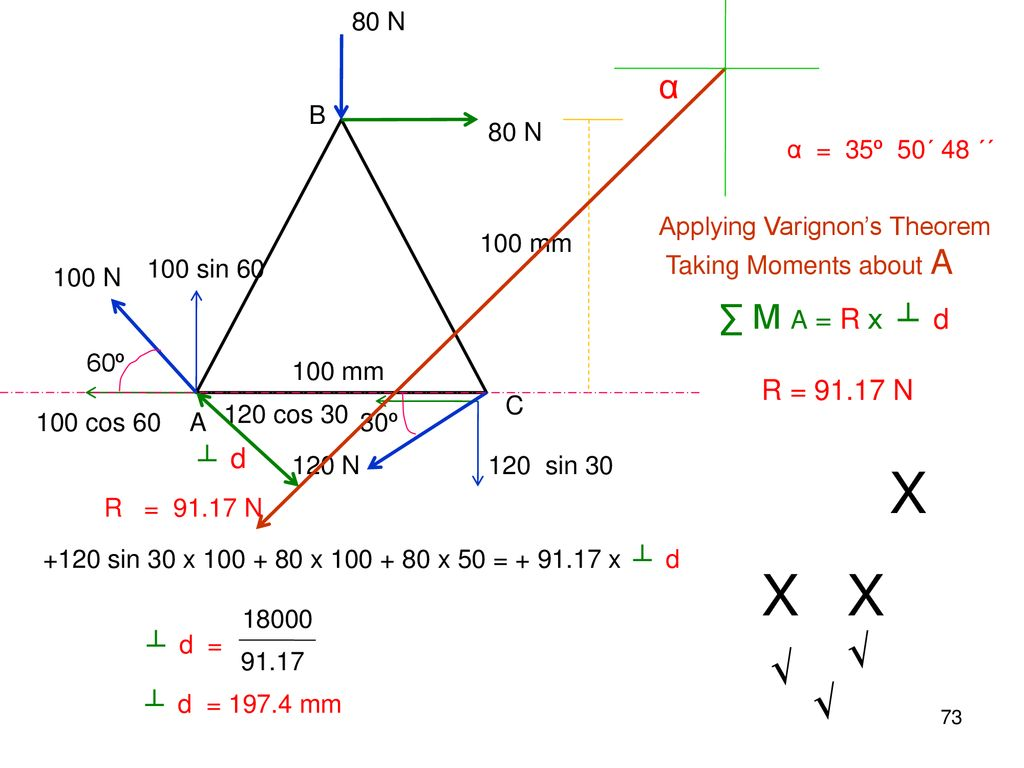 80 N
α
B
80 N
α = 35º 50´ 48 ´´
Applying Varignon’s Theorem
100 mm
Taking Moments about A
100 N
100 sin 60
∑ M A = R x ┴ d
60º
100 mm
R = 91.17 N
100 cos 60
A
120 cos 30
30º
C
┴ d
120 N
120 sin 30
R = 91.17 N
X
+120 sin 30 x 100 + 80 x 100 + 80 x 50 = + 91.17 x ┴ d
X X
18000
┴ d =
91.17
√ √
┴ d = 197.4 mm
√
73